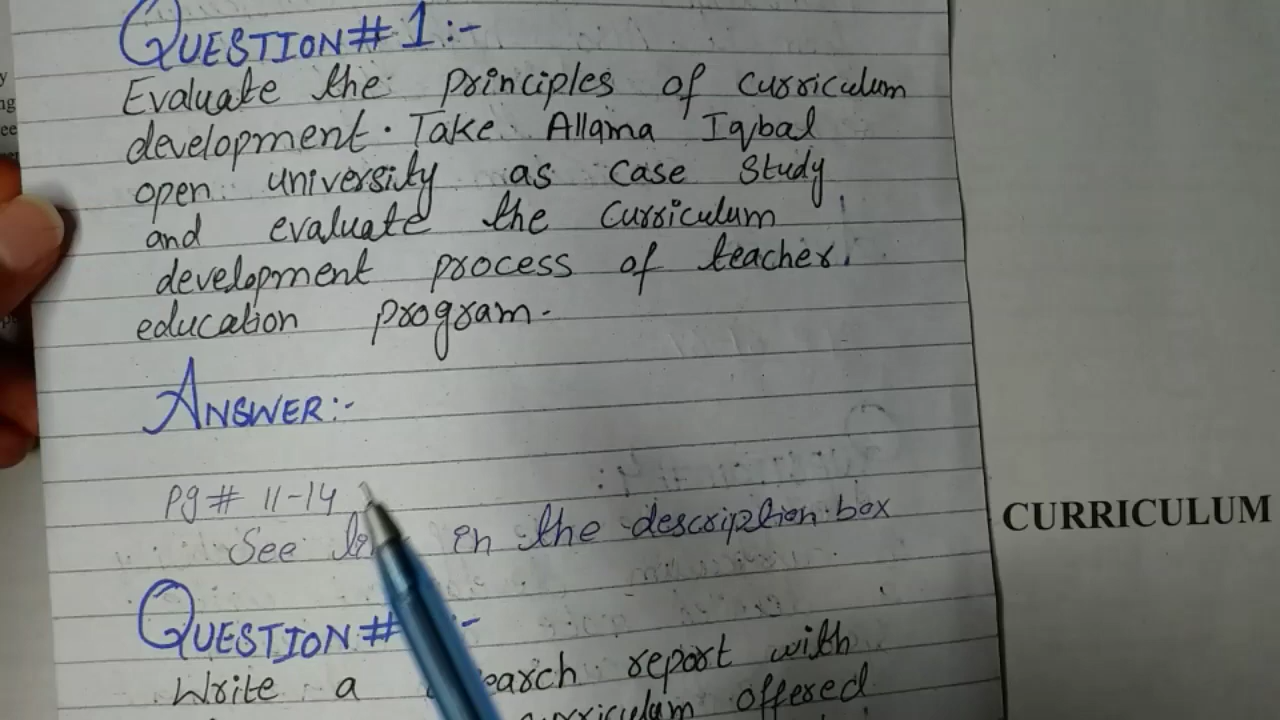 QUESTION # 1:-
Evaluate the principles of curriculum
development. Take Allama Iqbal
open university as case study
and evaluate the curriculum
development process of teacher
education program.
ANSWER:-
Pg # 11-14
See in the description box
CURRICULUM
QUESTION # :-
Write a report with
curriculum offered
y
ng
ee